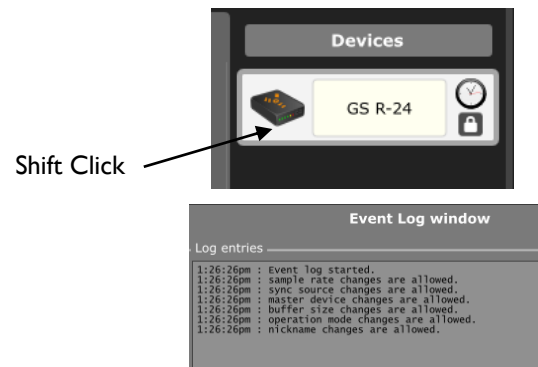 Devices
GS R-24
Shift Click
Event Log window
Log entries
1:26:26pm : Event log started.
1:26:26pm : sample rate changes are allowed.
1:26:26pm : sync source changes are allowed.
1:26:26pm : master device changes are allowed.
1:26:26pm : buffer size changes are allowed.
1:26:26pm : operation mode changes are allowed.
1:26:26pm : nickname changes are allowed.